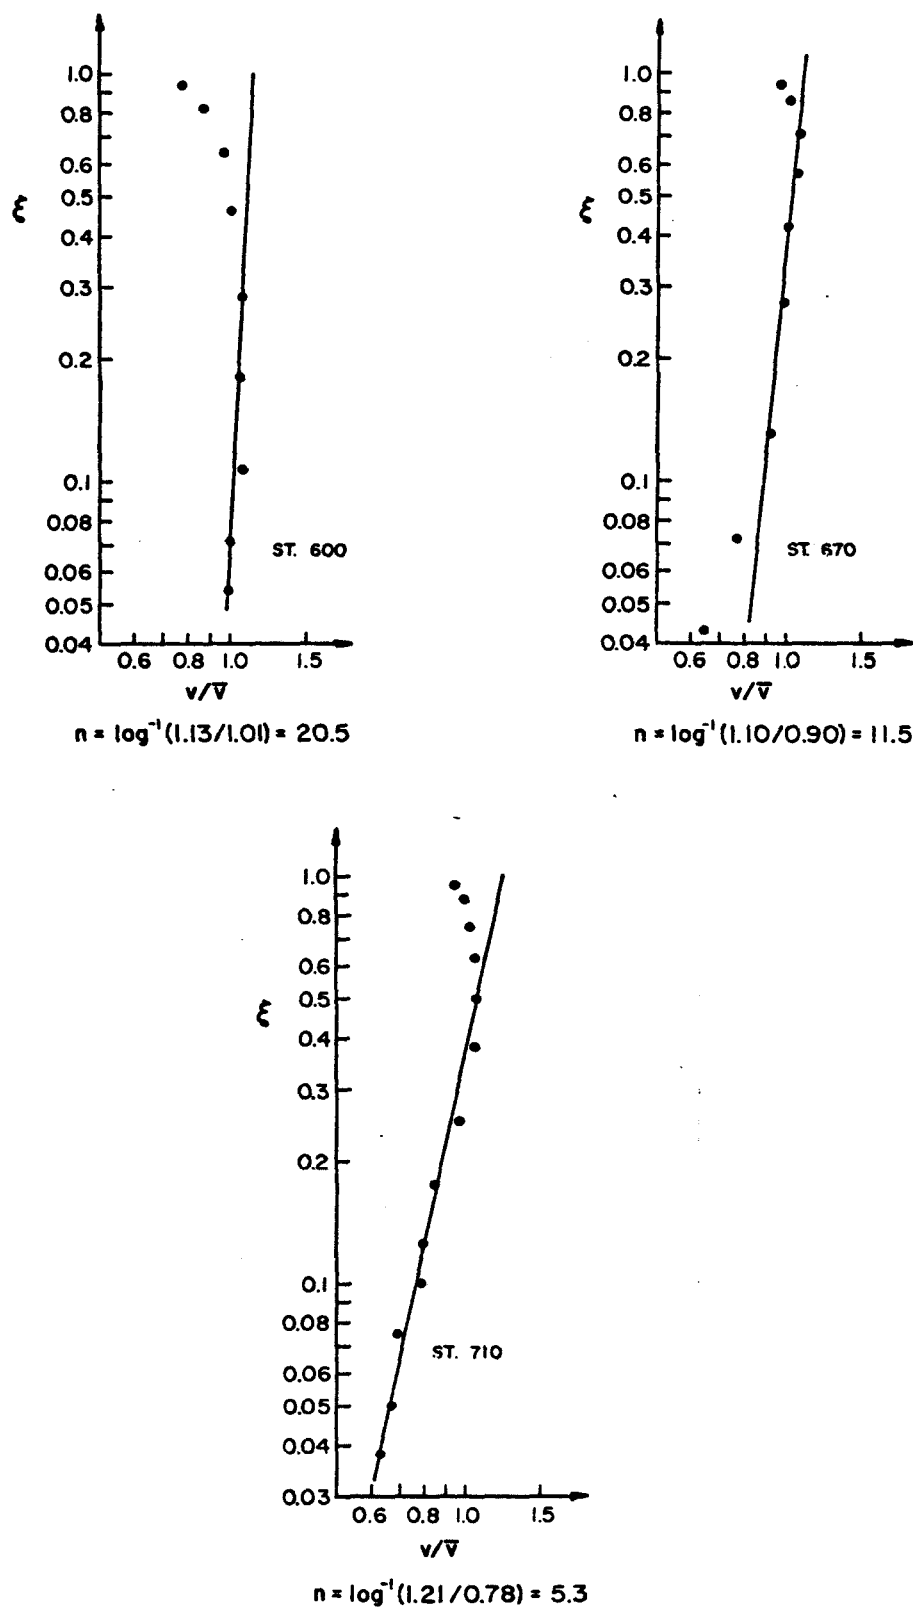 1.0
0.8
0.6
0.5
0.4
0.3
0.2
0.1
0.08
0.06
0.05
0.04
ξ
ST. 600
0.6 0.8 1.0 1.5
v/V̅
n = log⁻¹(1.13/1.01) = 20.5
1.0
0.8
0.6
0.5
0.4
0.3
0.2
0.1
0.08
0.06
0.05
0.04
ξ
ST. 670
0.6 0.8 1.0 1.5
v/V̅
n = log⁻¹(1.10/0.90) = 11.5
1.0
0.8
0.6
0.5
0.4
0.3
0.2
0.1
0.08
0.06
0.05
0.04
0.03
ξ
ST. 710
0.6 0.8 1.0 1.5
v/V̅
n = log⁻¹(1.21/0.78) = 5.3